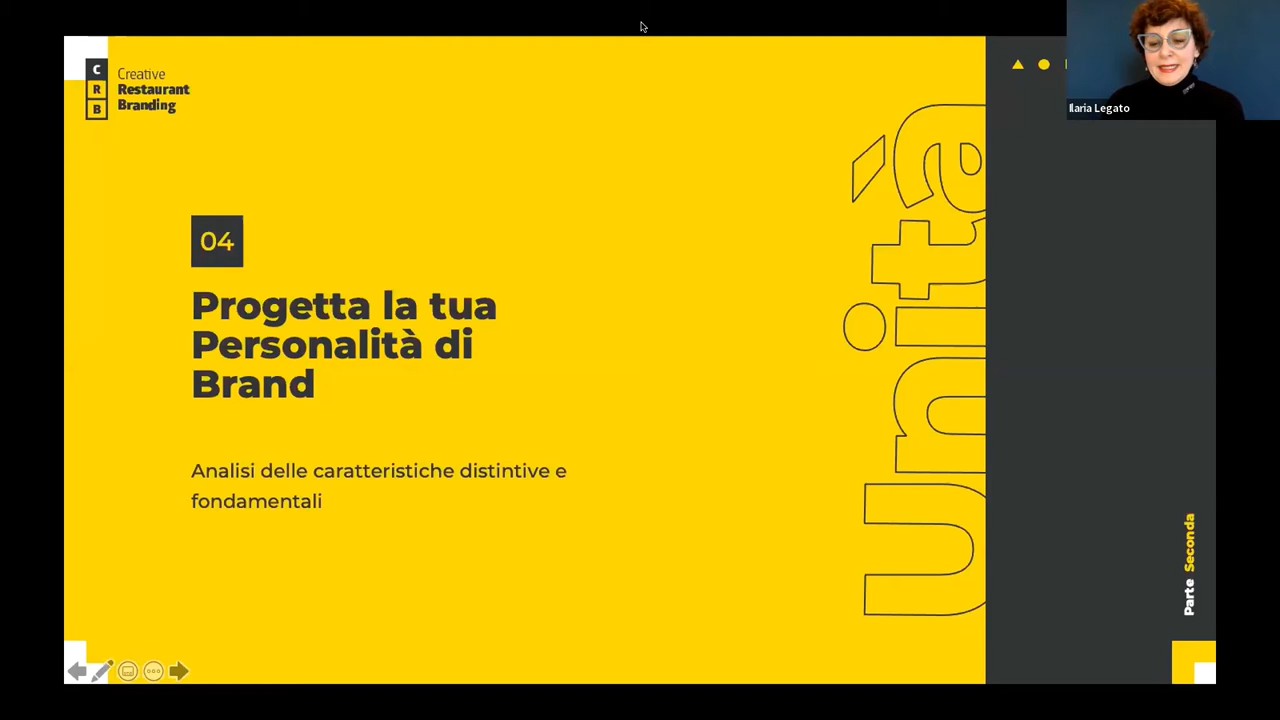 C
R
B
Creative
Restaurant
Branding
04
Progetta la tua
Personalità di
Brand
Analisi delle caratteristiche distintive e
fondamentali
unità
Parte Seconda
Ilaria Legato